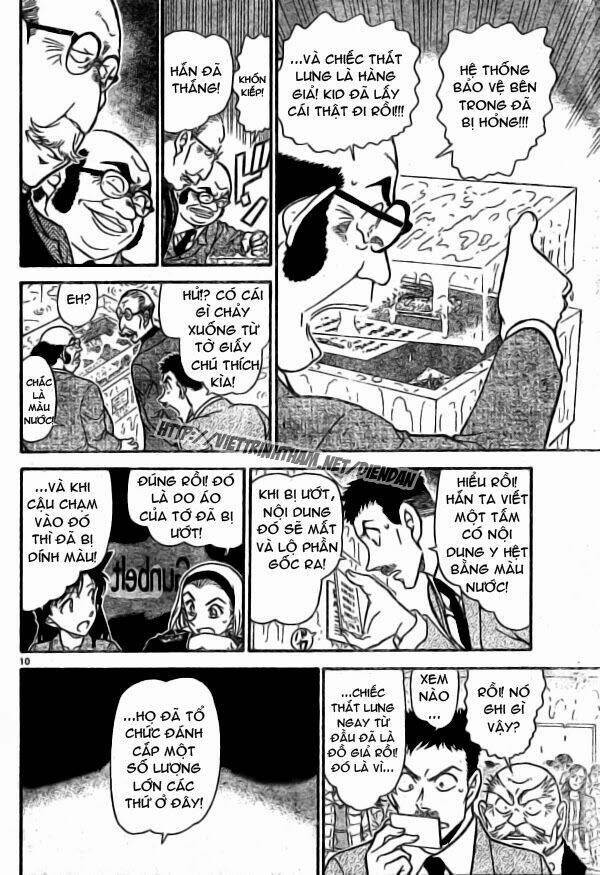 HỆ THỐNG
BẢO VỆ BÊN
TRONG ĐÃ
BỊ HỎNG!!!
...VÀ CHIẾC THẮT
LƯNG LÀ HÀNG
GIẢ! KID ĐÃ LẤY
CÁI THẬT ĐI RỒI!!!
KHỐN
KIẾP!
HẮN ĐÃ
THẮNG!
HỬ!? CÓ CÁI
GÌ CHẢY
XUỐNG TỪ
TỜ GIẤY
CHÚ THÍCH
KÌA!
EH?
CHẮC
LÀ
MÀU
NƯỚC!
HTTP://VIETTRINHTHAM.NET/DIENDAN
HIỂU RỒI!
HẮN TA VIẾT
MỘT TẤM
CÓ NỘI
DUNG Y HỆT
BẰNG MÀU
NƯỚC!
KHI BỊ ƯỚT,
NỘI DUNG
ĐÓ SẼ MẤT
VÀ LỘ PHẦN
GỐC RA!
ĐÚNG RỒI! ĐÓ
LÀ DO ÁO
CỦA TỚ ĐÃ BỊ
ƯỚT!
...VÀ KHI
CẬU CHẠM
VÀO ĐÓ
THÌ ĐÃ BỊ
DÍNH MÀU!
Gunbelt
10
RỒI! NÓ
GHI GÌ
VẬY?
XEM
NÀO
...
...CHIẾC
THẮT LƯNG
NGAY TỪ
ĐẦU ĐÃ LÀ
ĐỒ GIẢ RỒI!
ĐÓ LÀ VÌ...
...HỌ ĐÃ TỔ
CHỨC ĐÁNH
CẮP MỘT
SỐ LƯỢNG
LỚN CÁC
THỨ Ở ĐÂY!